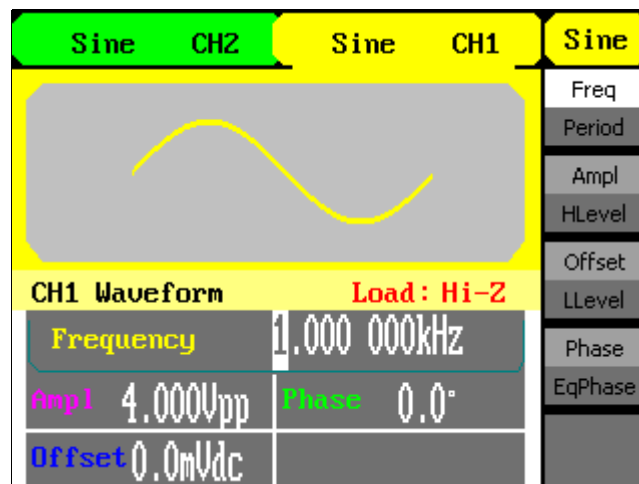 Sine CH2 Sine CH1 Sine
Freq
Period
Ampl
HLevel
Offset
LLevel
Phase
EqPhase
CH1 Waveform Load: Hi-Z
Frequency 1.000 000kHz
Ampl 4.000Vpp Phase 0.0°
Offset 0.0mVdc